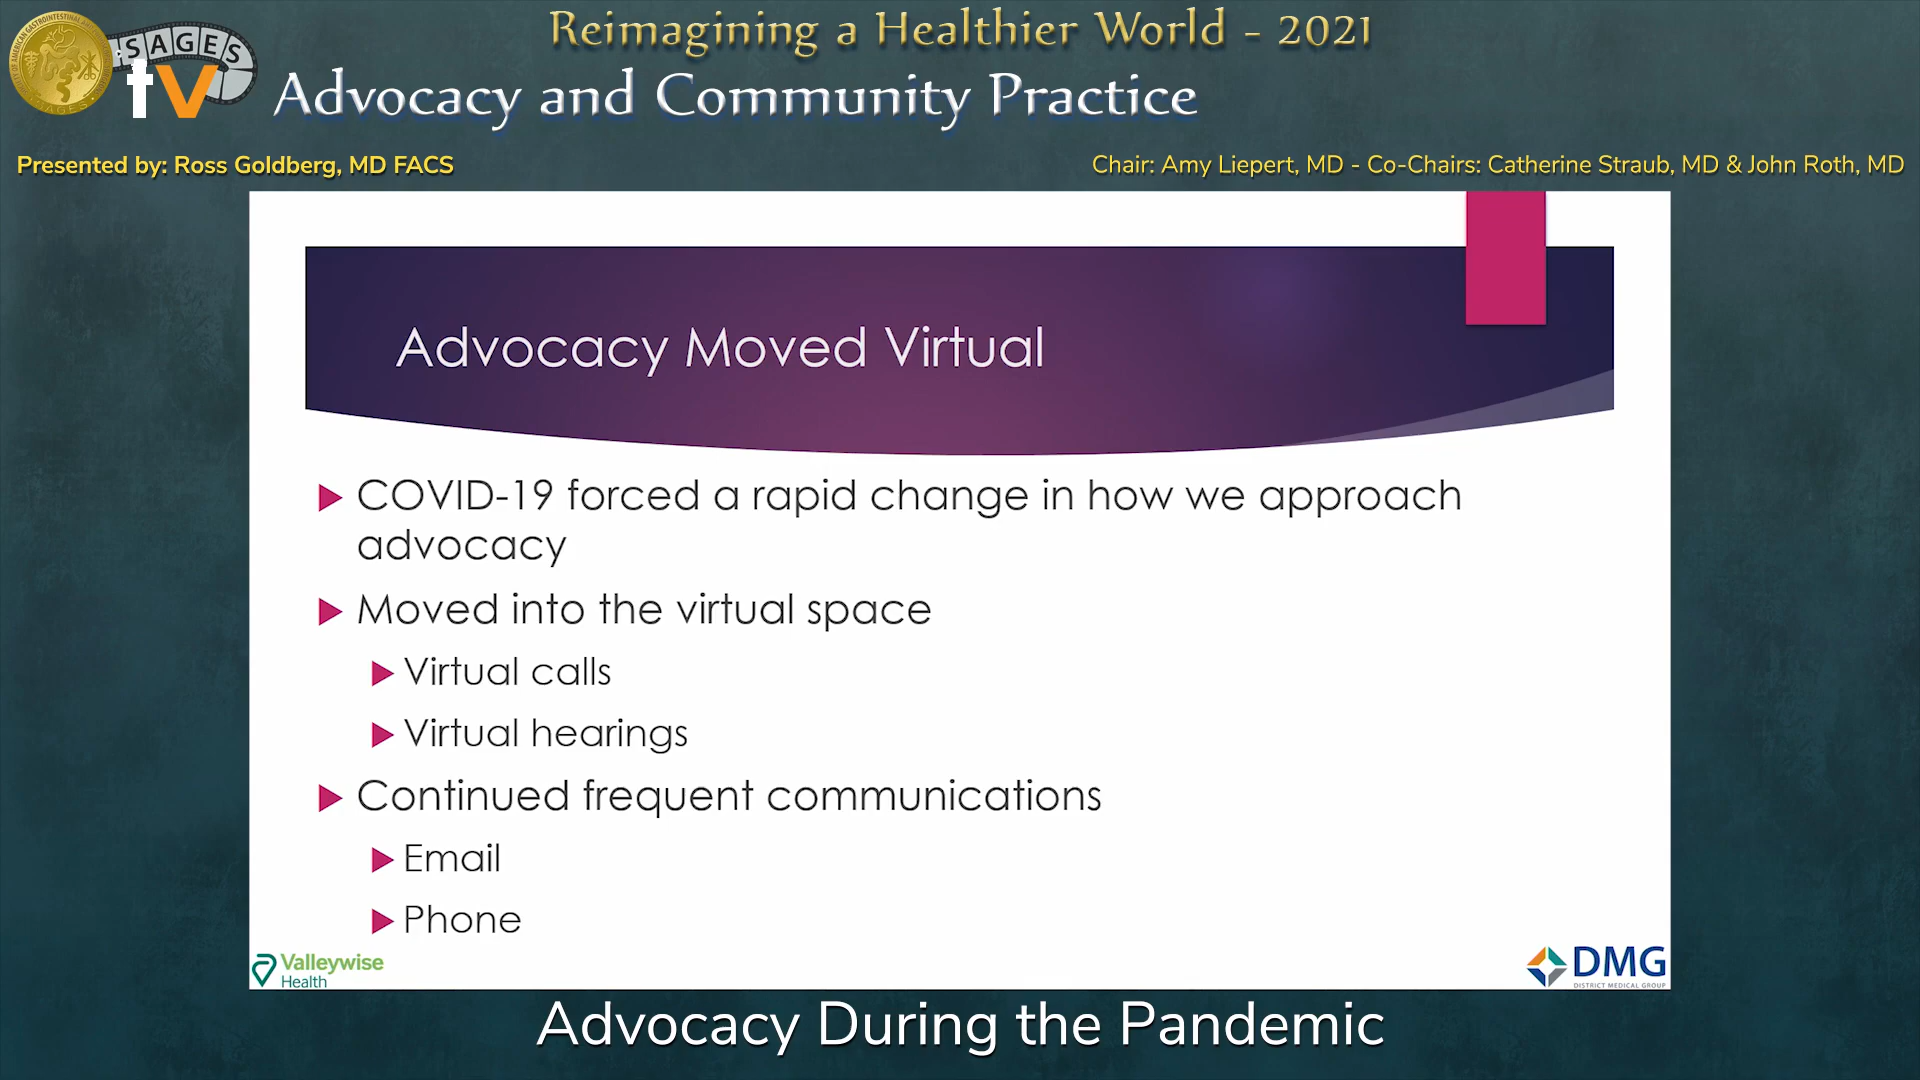 Reimagining a Healthier World - 2021
SAGES
tv
Advocacy and Community Practice
Presented by: Ross Goldberg, MD FACS
Chair: Amy Liepert, MD - Co-Chairs: Catherine Straub, MD & John Roth, MD
Advocacy Moved Virtual
COVID-19 forced a rapid change in how we approach
advocacy
Moved into the virtual space
Virtual calls
Virtual hearings
Continued frequent communications
Email
Phone
Valleywise
Health
DMG
DISTRICT MEDICAL GROUP
Advocacy During the Pandemic